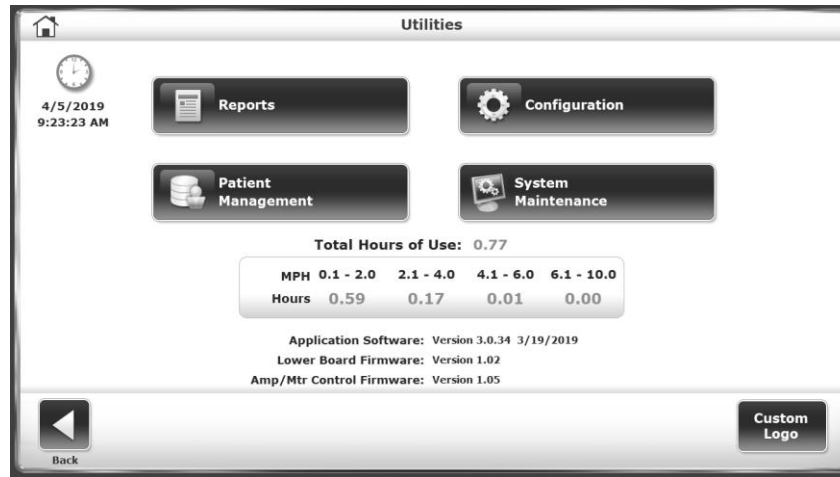 Utilities
4/5/2019
9:23:23 AM
Reports
Configuration
Patient
Management
System
Maintenance
Total Hours of Use: 0.77
MPH 0.1 - 2.0 2.1 - 4.0 4.1 - 6.0 6.1 - 10.0
Hours 0.59 0.17 0.01 0.00
Application Software: Version 3.0.34 3/19/2019
Lower Board Firmware: Version 1.02
Amp/Mtr Control Firmware: Version 1.05
Back
Custom
Logo